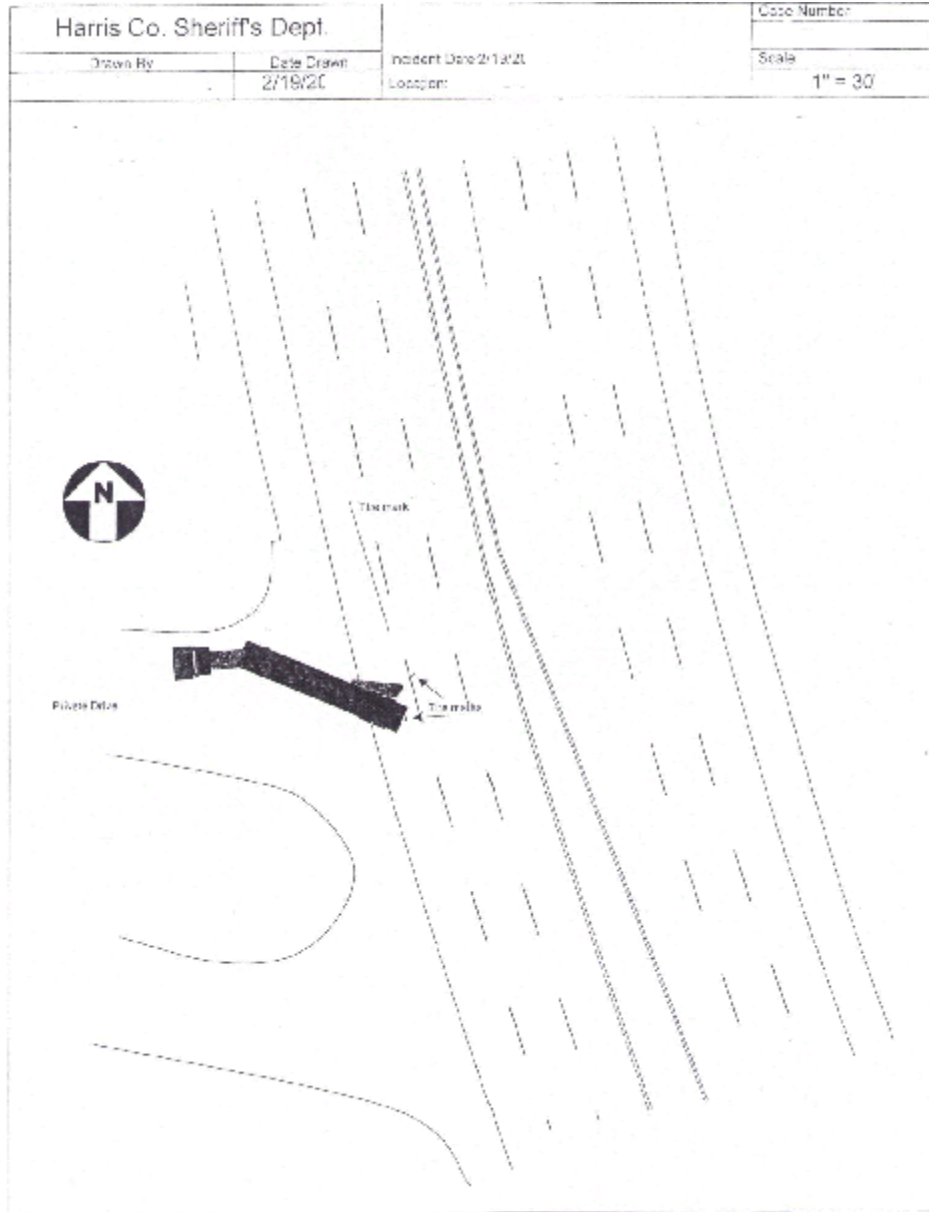 Harris Co. Sheriff's Dept.
Drawn By
Date Drawn
2/19/20
Incident Date 2/19/20
Location:
Case Number
Scale
1" = 30'
N
Tire mark
Private Drive
Tire marks